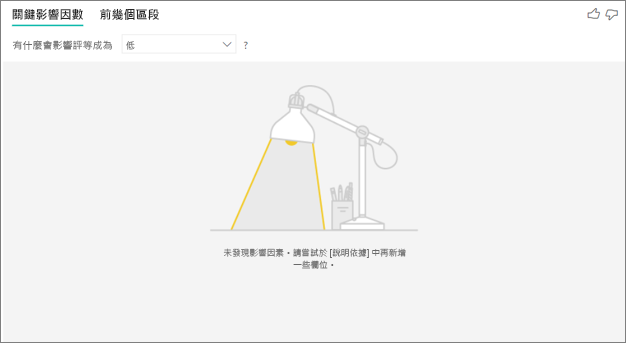 關鍵影響因數 前幾個區段
有什麼會影響評等成為 低 ?
未發現影響因素。請嘗試於 [說明依據] 中再新增
一些欄位。